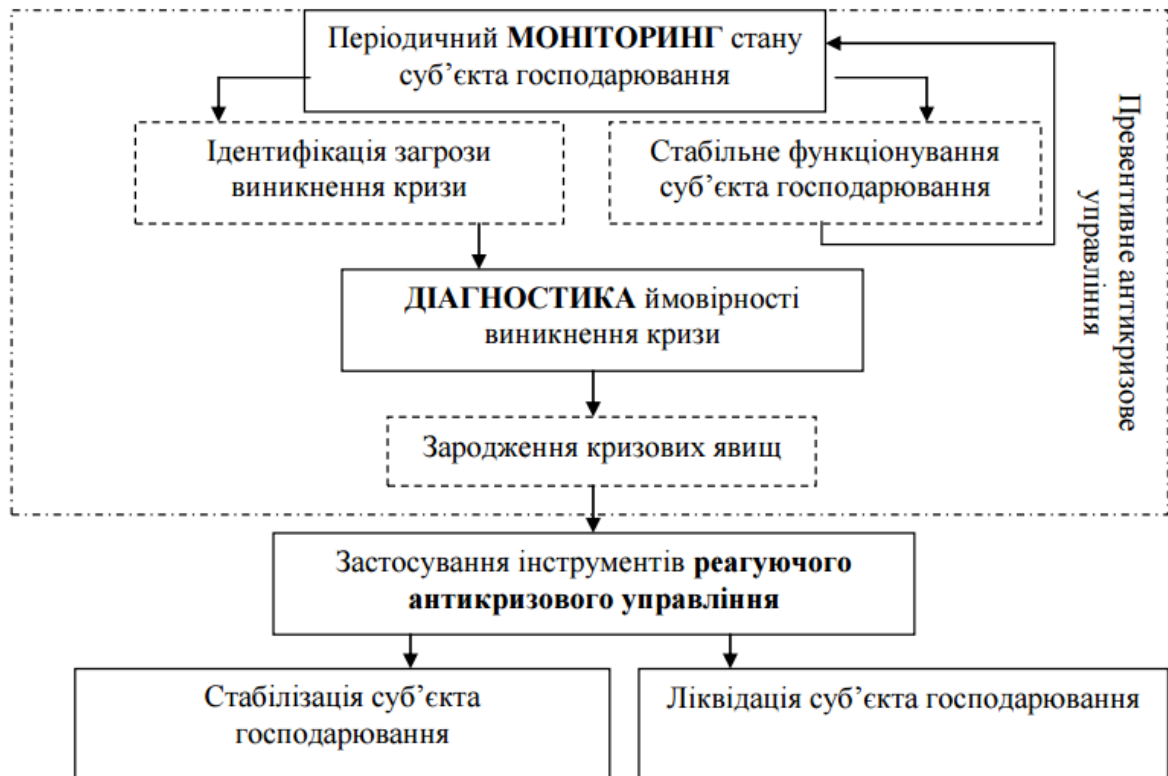 Періодичний МОНІТОРИНГ стану
суб’єкта господарювання
Ідентифікація загрози
виникнення кризи
Стабільне функціонування
суб’єкта господарювання
Превентивне антикризове
управління
ДІАГНОСТИКА ймовірності
виникнення кризи
Зародження кризових явищ
Застосування інструментів реагуючого
антикризового управління
Стабілізація суб’єкта
господарювання
Ліквідація суб’єкта господарювання